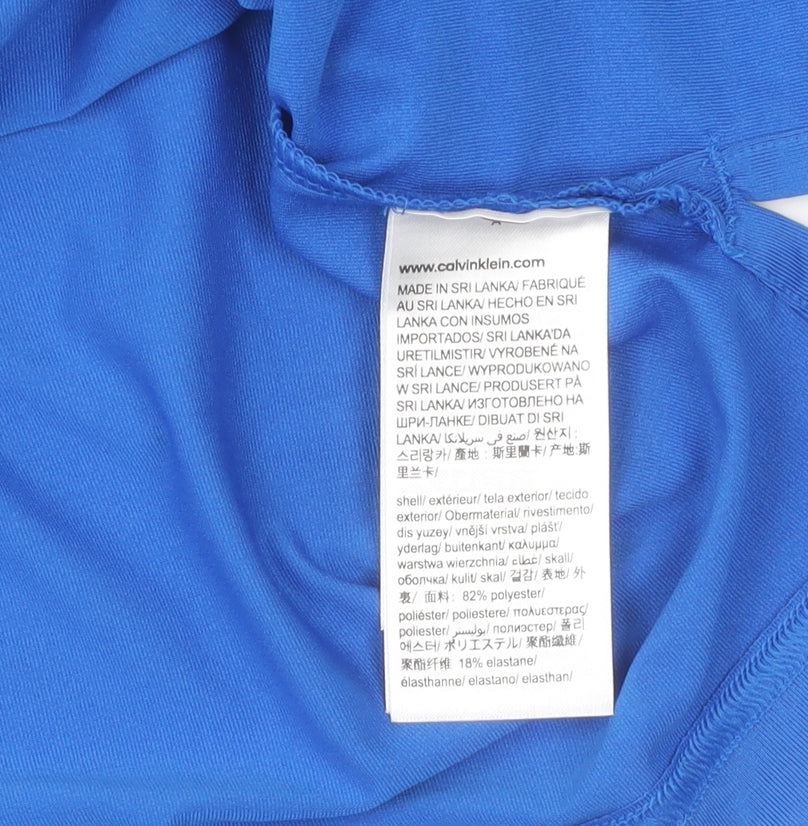 www.calvinklein.com
MADE IN SRI LANKA/ FABRIQUÉ
AU SRI LANKA/ HECHO EN SRI
LANKA CON INSUMOS
IMPORTADOS/ SRI LANKA'DA
URETILMISTIR/ VYROBENÉ NA
SRÍ LANCE/ WYPRODUKOWANO
W SRI LANCE/ PRODUSERT PÅ
SRI LANKA/ ИЗГОТОВЛЕНО НА
ШРИ-ЛАНКЕ/ DIBUAT DI SRI
LANKA/ صنع في سريلانكا/ 원산지 :
스리랑카/ 產地 : 斯里蘭卡/ 产地:斯
里兰卡/
shell/ extérieur/ tela exterior/ tecido
exterior/ Obermaterial/ rivestimento/
dis yuzey/ vnější vrstva/ plášť/
yderlag/ buitenkant/ καλυμμα/
warstwa wierzchnia/ غطاء/ skall/
оболчка/ kulit/ skal/ 겉감/ 表地/ 外
裏/ 面料: 82% polyester/
poliéster/ poliestere/ πολυεστερας/
poliester/ بوليستر/ полиэстер/ 폴리
에스터/ ポリエステル/ 聚酯纖維/
聚酯纤维 18% elastane/
élasthanne/ elastano/ elasthan/